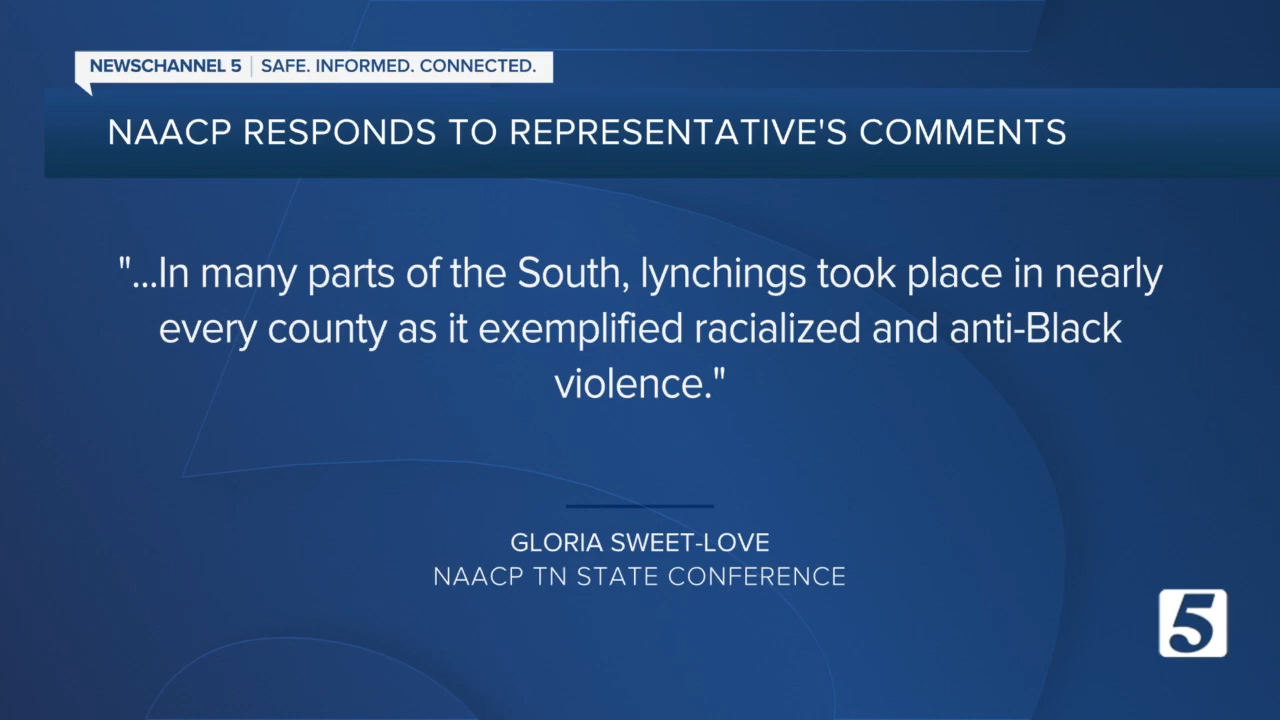 NEWSCHANNEL 5 | SAFE. INFORMED. CONNECTED.
NAACP RESPONDS TO REPRESENTATIVE'S COMMENTS
"...In many parts of the South, lynchings took place in nearly
every county as it exemplified racialized and anti-Black
violence."
GLORIA SWEET-LOVE
NAACP TN STATE CONFERENCE
5